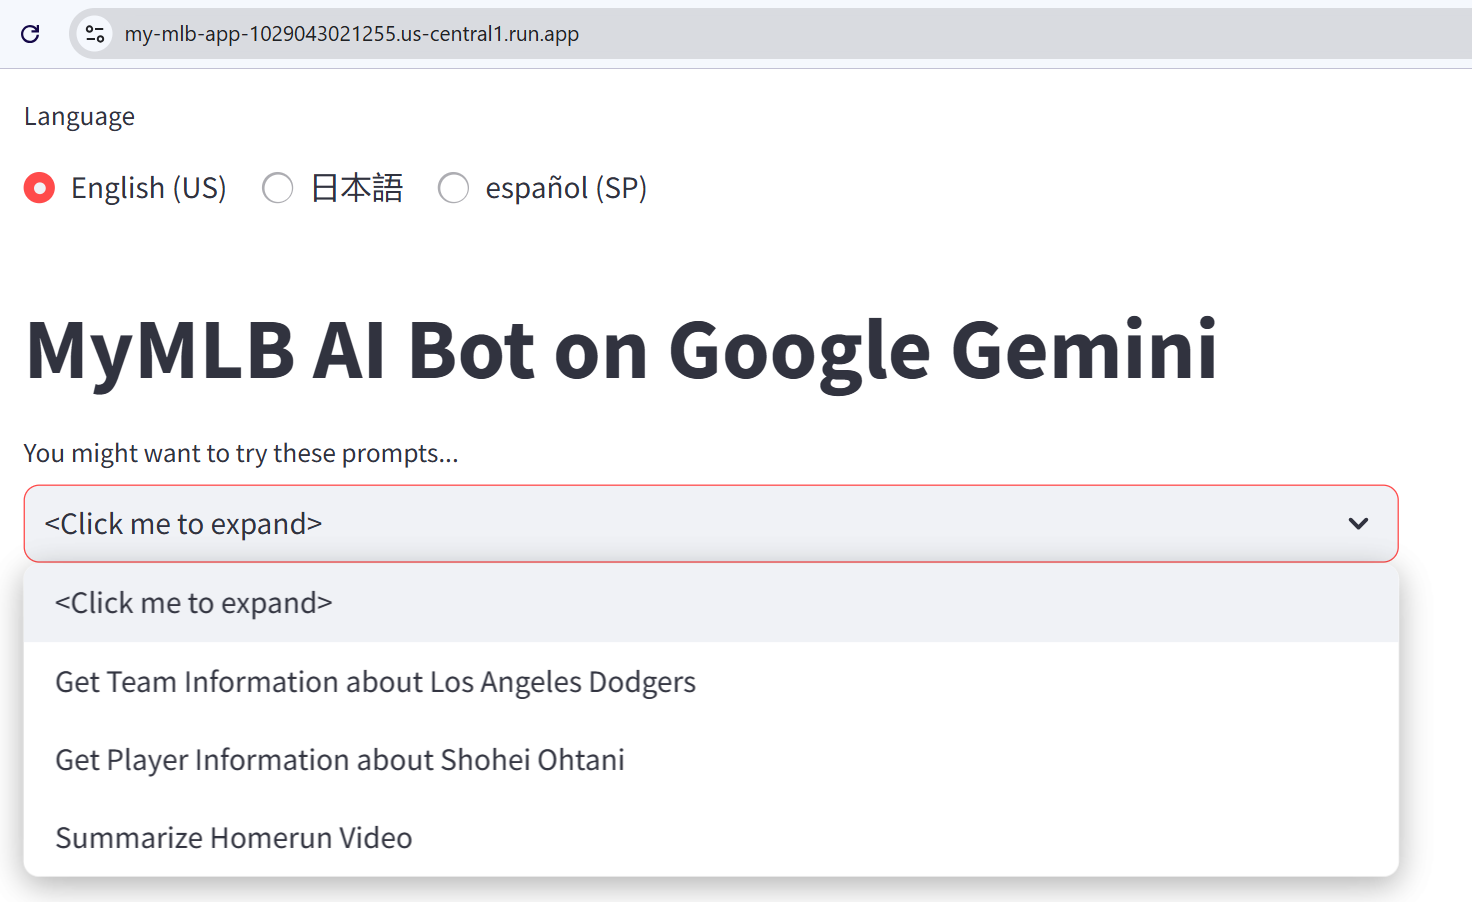 my-mlb-app-1029043021255.us-central1.run.app
Language
English (US) 日本語 español (SP)
MyMLB AI Bot on Google Gemini
You might want to try these prompts...
<Click me to expand>
<Click me to expand>
Get Team Information about Los Angeles Dodgers
Get Player Information about Shohei Ohtani
Summarize Homerun Video